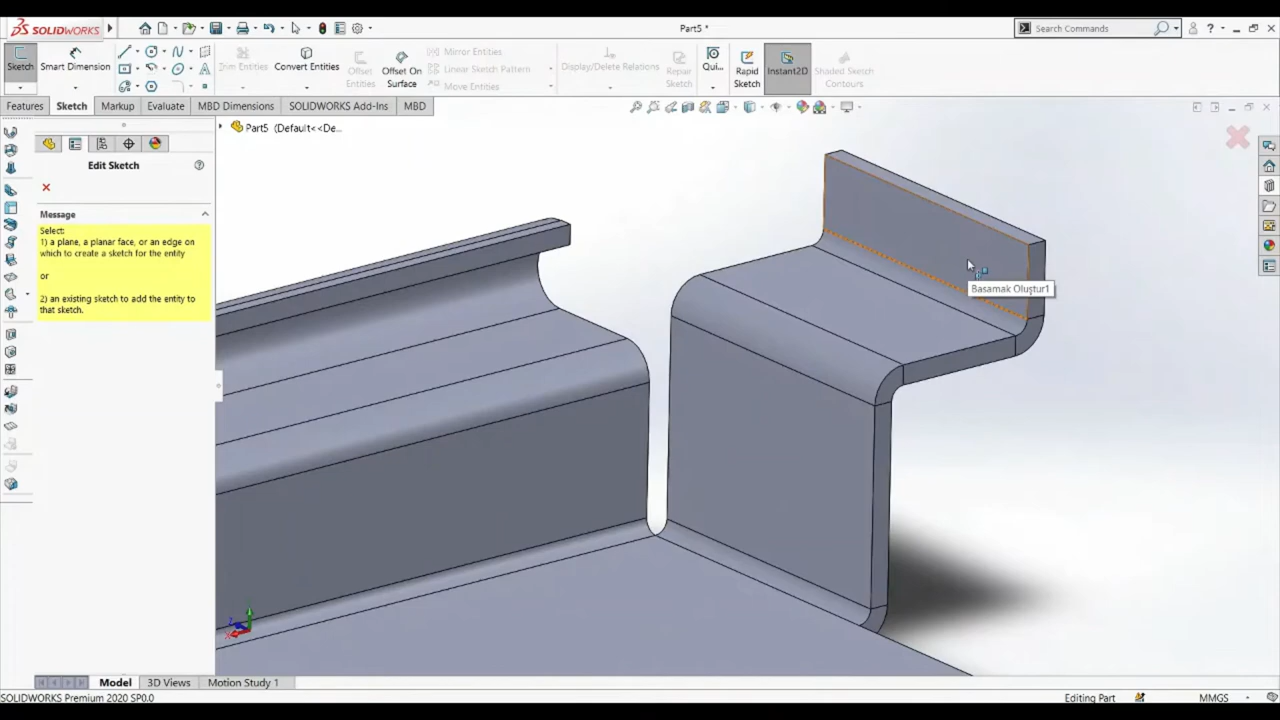 SOLIDWORKS
Part5 *
Search Commands
Sketch
Smart Dimension
Trim Entities
Convert Entities
Offset Entities
Offset On Surface
Mirror Entities
Linear Sketch Pattern
Move Entities
Display/Delete Relations
Repair Sketch
Qui...
Rapid Sketch
Instant2D
Shaded Sketch Contours
Features
Sketch
Markup
Evaluate
MBD Dimensions
SOLIDWORKS Add-Ins
MBD
Part5 (Default<<De...
Edit Sketch
Message
Select:
1) a plane, a planar face, or an edge on
which to create a sketch for the entity
or
2) an existing sketch to add the entity to
that sketch.
Basamak Oluştur1
Model
3D Views
Motion Study 1
SOLIDWORKS Premium 2020 SP0.0
Editing Part
MMGS